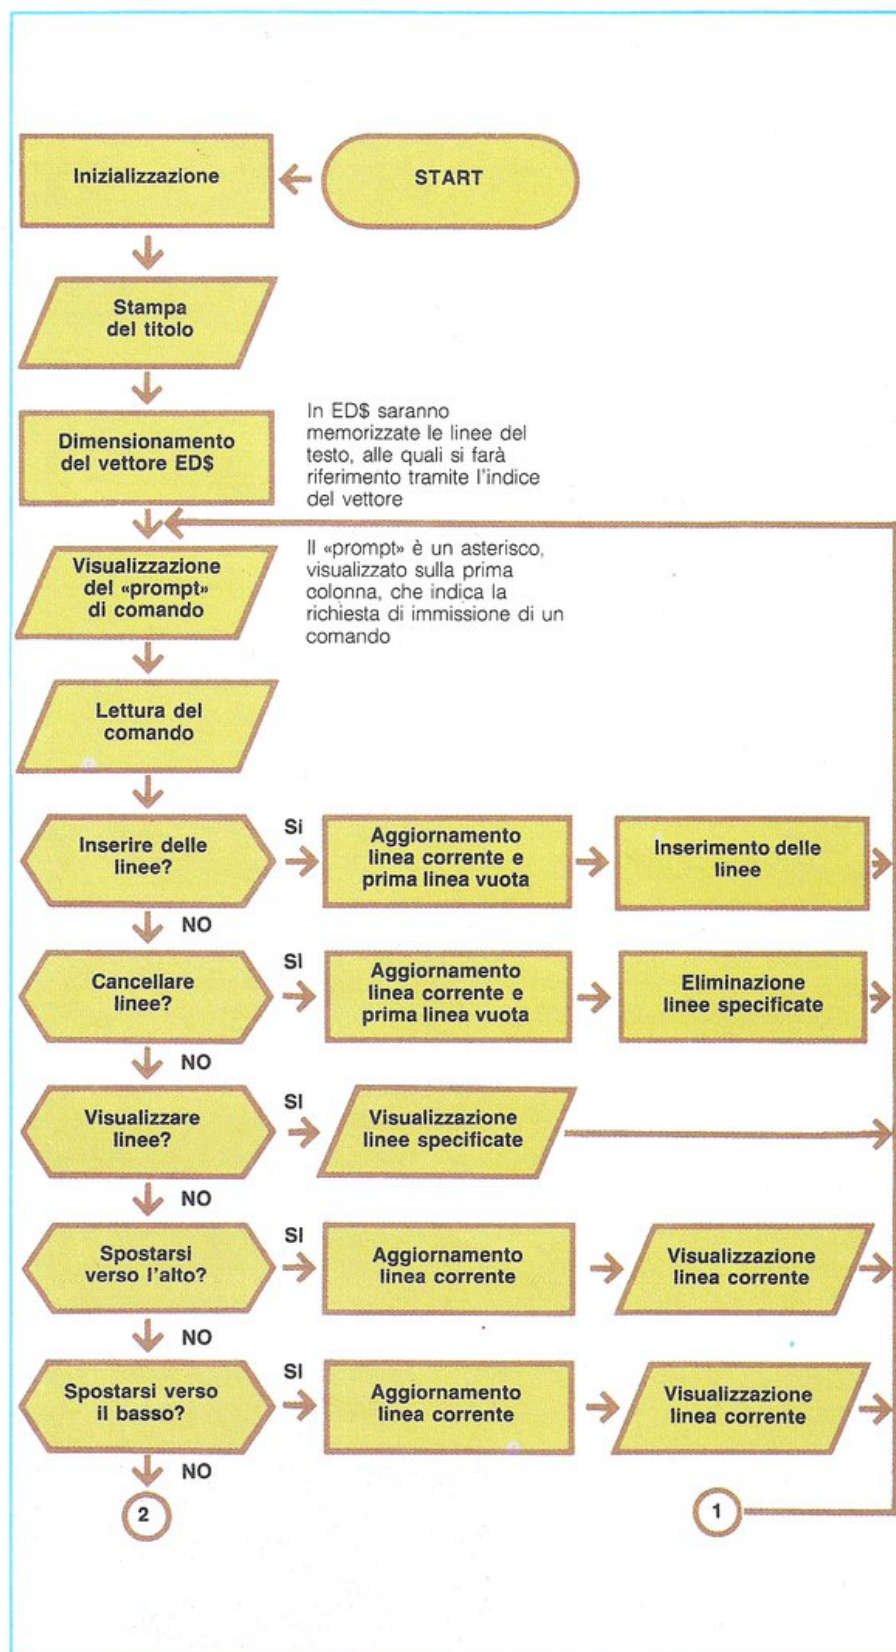 Inizializzazione
START
Stampa
del titolo
Dimensionamento
del vettore ED$
In ED$ saranno
memorizzate le linee del
testo, alle quali si farà
riferimento tramite l'indice
del vettore
Visualizzazione
del «prompt»
di comando
Il «prompt» è un asterisco,
visualizzato sulla prima
colonna, che indica la
richiesta di immissione di un
comando
Lettura del
comando
Inserire delle
linee?
Si
Aggiornamento
linea corrente e
prima linea vuota
Inserimento delle
linee
NO
Cancellare
linee?
SI
Aggiornamento
linea corrente e
prima linea vuota
Eliminazione
linee specificate
NO
Visualizzare
linee?
SI
Visualizzazione
linee specificate
NO
Spostarsi
verso l'alto?
SI
Aggiornamento
linea corrente
Visualizzazione
linea corrente
NO
Spostarsi verso
il basso?
SI
Aggiornamento
linea corrente
Visualizzazione
linea corrente
NO
2
1